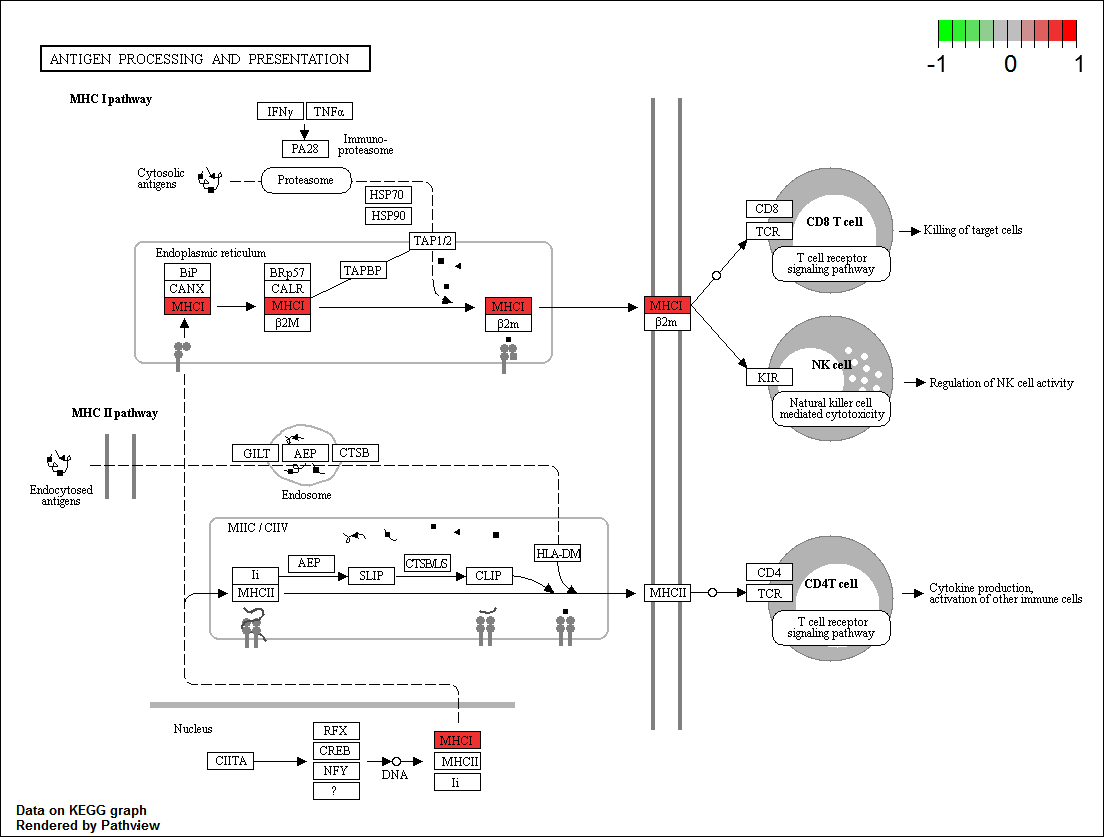 -1 0 1
ANTIGEN PROCESSING AND PRESENTATION
MHC I pathway
IFNγ TNFα
PA28
Immuno-
proteasome
Cytosolic
antigens
Proteasome
HSP70
HSP90
TAP1/2
Endoplasmic reticulum
BiP
CANX
MHCI
BRp57
CALR
MHCI
β2M
TAPBP
MHCI
β2m
MHCI
β2m
CD8
TCR
CD8 T cell
T cell receptor
signaling pathway
Killing of target cells
KIR
NK cell
Natural killer cell
mediated cytotoxicity
Regulation of NK cell activity
MHC II pathway
Endocytosed
antigens
GILT AEP CTSB
Endosome
MIIC / CIIV
Ii
MHCII
AEP
SLIP
CTSB/L/S
CLIP
HLA-DM
MHCII
CD4
TCR
CD4T cell
T cell receptor
signaling pathway
Cytokine production,
activation of other immune cells
Nucleus
CIITA
RFX
CREB
NFY
?
DNA
MHCI
MHCII
Ii
Data on KEGG graph
Rendered by Pathview